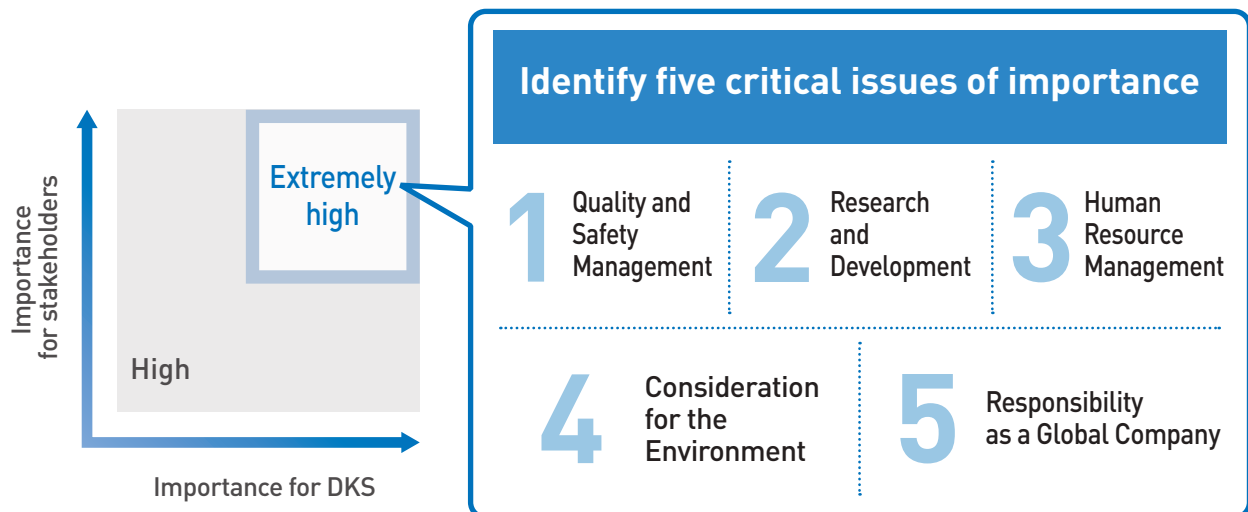 Identify five critical issues of importance
Importance
for stakeholders
Extremely
high
High
Importance for DKS
1
Quality and
Safety
Management
2
Research
and
Development
3
Human
Resource
Management
4
Consideration
for the
Environment
5
Responsibility
as a Global Company